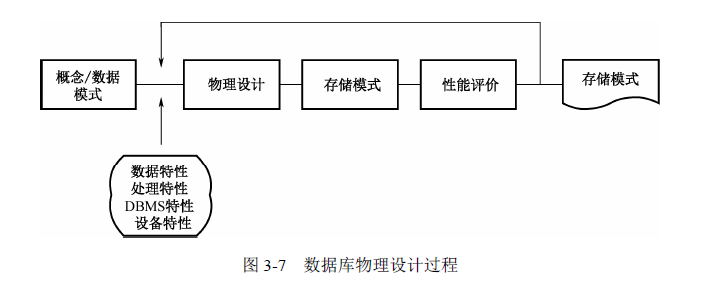 概念/数据
模式
物理设计
存储模式
性能评价
存储模式
数据特性
处理特性
DBMS特性
设备特性
图 3-7 数据库物理设计过程